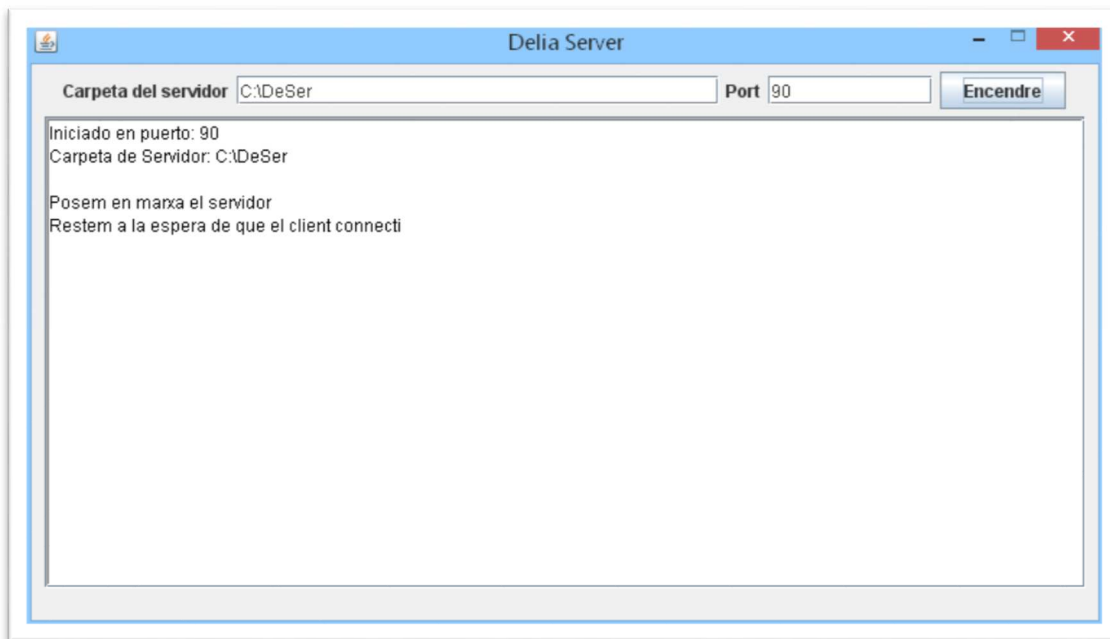 Delia Server
Carpeta del servidor C:\DeSer Port 90 Encendre
Iniciado en puerto: 90
Carpeta de Servidor: C:\DeSer
Posem en marxa el servidor
Restem a la espera de que el client connecti